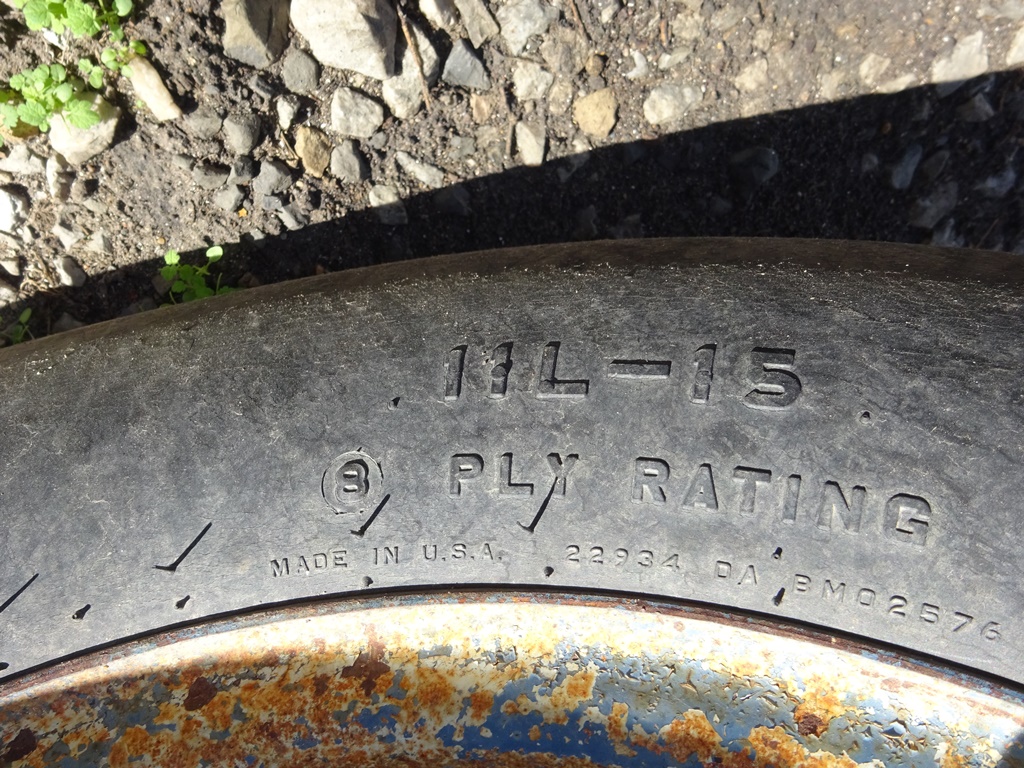 11L-15
8 PLY RATING
MADE IN U.S.A. 22934 DA BM02576